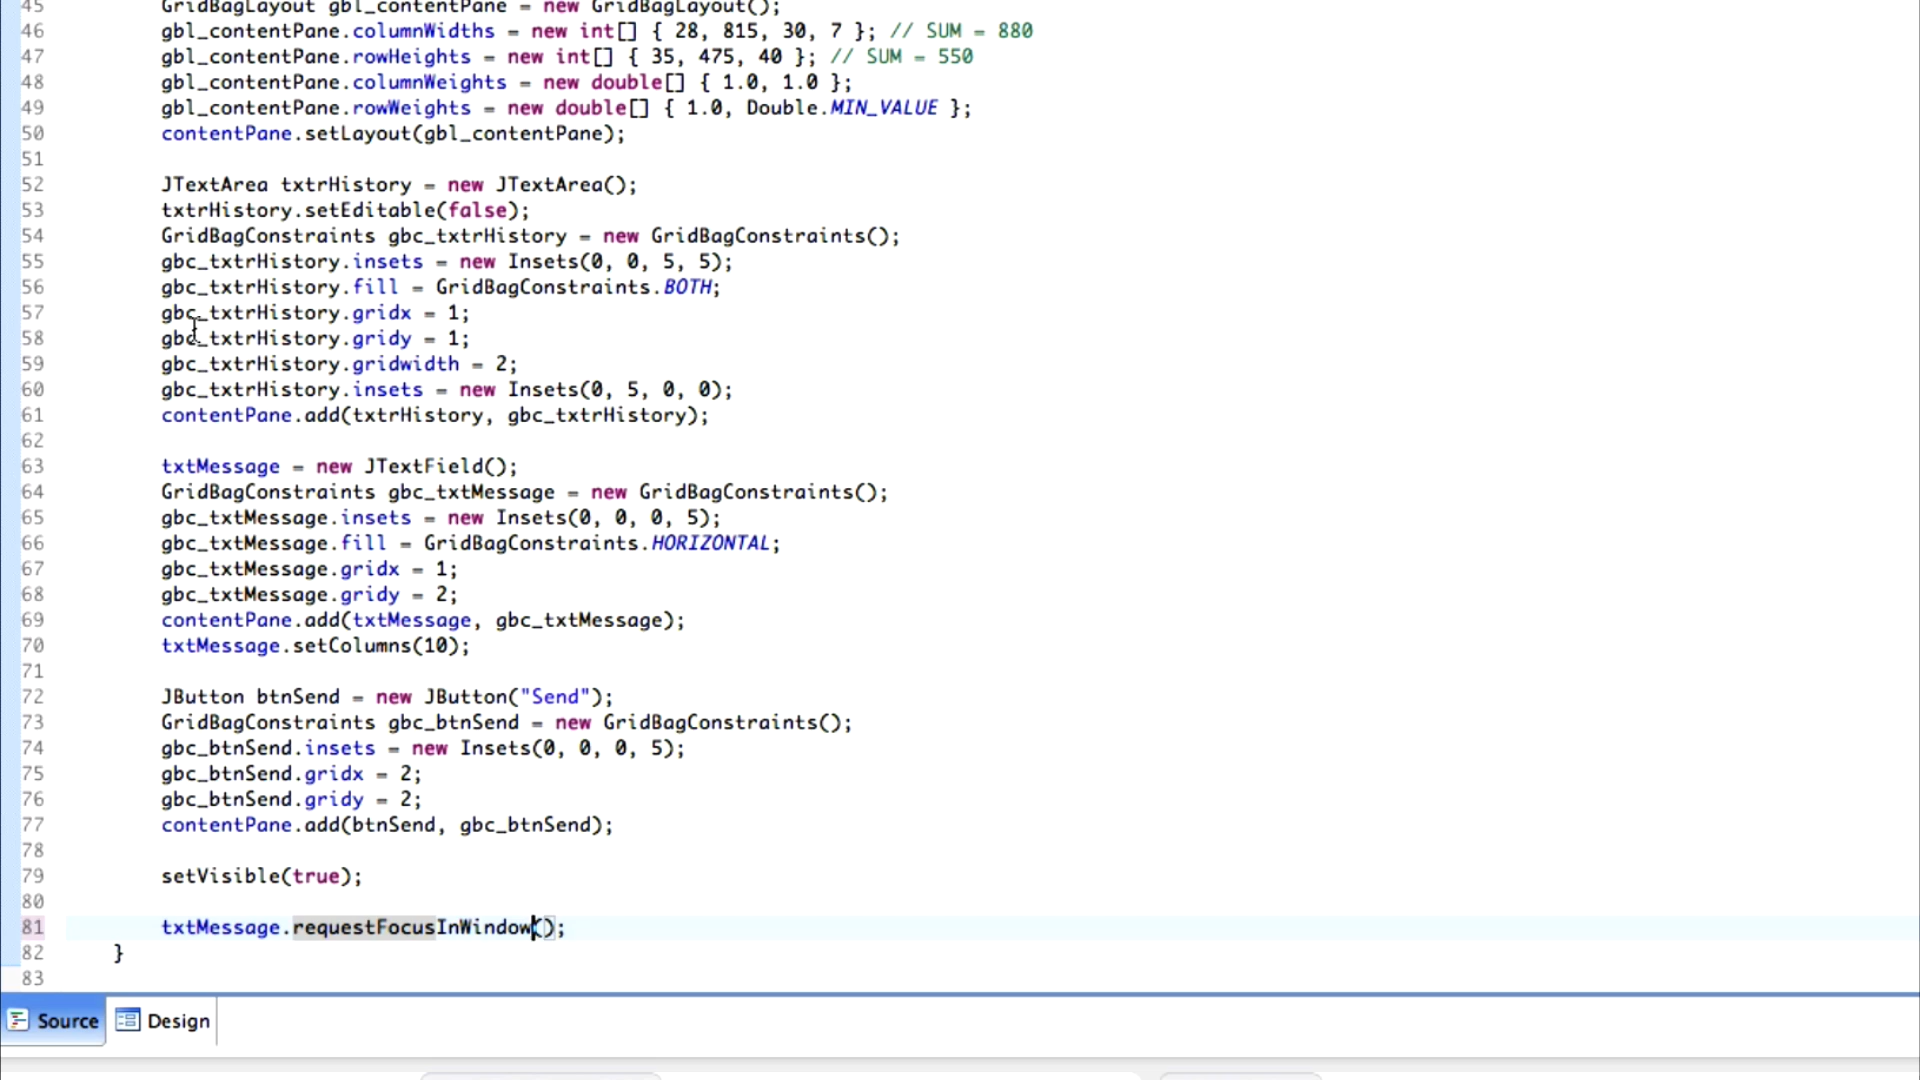 45 GridBagLayout gbl_contentPane = new GridBagLayout();
46 gbl_contentPane.columnWidths = new int[] { 28, 815, 30, 7 }; // SUM = 880
47 gbl_contentPane.rowHeights = new int[] { 35, 475, 40 }; // SUM = 550
48 gbl_contentPane.columnWeights = new double[] { 1.0, 1.0 };
49 gbl_contentPane.rowWeights = new double[] { 1.0, Double.MIN_VALUE };
50 contentPane.setLayout(gbl_contentPane);
51
52 JTextArea txtrHistory = new JTextArea();
53 txtrHistory.setEditable(false);
54 GridBagConstraints gbc_txtrHistory = new GridBagConstraints();
55 gbc_txtrHistory.insets = new Insets(0, 0, 5, 5);
56 gbc_txtrHistory.fill = GridBagConstraints.BOTH;
57 gbc_txtrHistory.gridx = 1;
58 gbc_txtrHistory.gridy = 1;
59 gbc_txtrHistory.gridwidth = 2;
60 gbc_txtrHistory.insets = new Insets(0, 5, 0, 0);
61 contentPane.add(txtrHistory, gbc_txtrHistory);
62
63 txtMessage = new JTextField();
64 GridBagConstraints gbc_txtMessage = new GridBagConstraints();
65 gbc_txtMessage.insets = new Insets(0, 0, 0, 5);
66 gbc_txtMessage.fill = GridBagConstraints.HORIZONTAL;
67 gbc_txtMessage.gridx = 1;
68 gbc_txtMessage.gridy = 2;
69 contentPane.add(txtMessage, gbc_txtMessage);
70 txtMessage.setColumns(10);
71
72 JButton btnSend = new JButton("Send");
73 GridBagConstraints gbc_btnSend = new GridBagConstraints();
74 gbc_btnSend.insets = new Insets(0, 0, 0, 5);
75 gbc_btnSend.gridx = 2;
76 gbc_btnSend.gridy = 2;
77 contentPane.add(btnSend, gbc_btnSend);
78
79 setVisible(true);
80
81 txtMessage.requestFocusInWindow();
82 }
83
Source Design